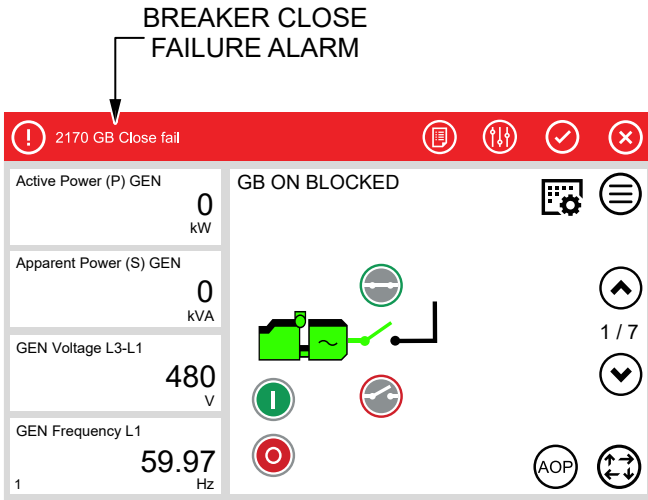 BREAKER CLOSE
FAILURE ALARM
2170 GB Close fail
Active Power (P) GEN
0
kW
Apparent Power (S) GEN
0
kVA
GEN Voltage L3-L1
480
V
GEN Frequency L1
59.97
1 Hz
GB ON BLOCKED
1 / 7
AOP